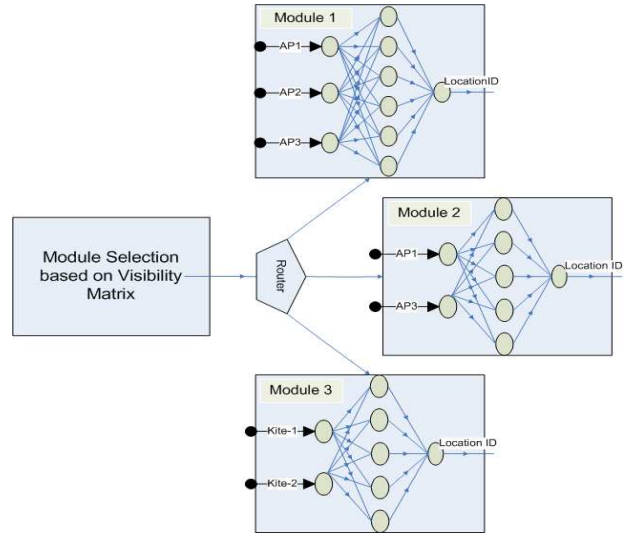 Module 1
AP1
AP2
AP3
LocationID
Module Selection
based on Visibility
Matrix
Router
Module 2
AP1
AP3
Location ID
Module 3
Kite-1
Kite-2
Location ID